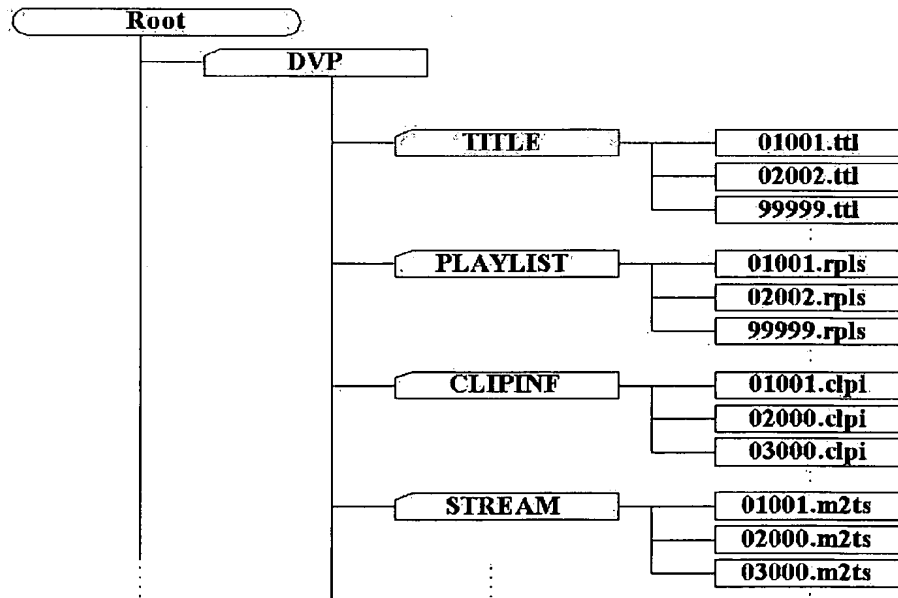 Root
DVP
TITLE
01001.ttl
02002.ttl
99999.ttl
PLAYLIST
01001.rpls
02002.rpls
99999.rpls
CLIPINF
01001.clpi
02000.clpi
03000.clpi
STREAM
01001.m2ts
02000.m2ts
03000.m2ts